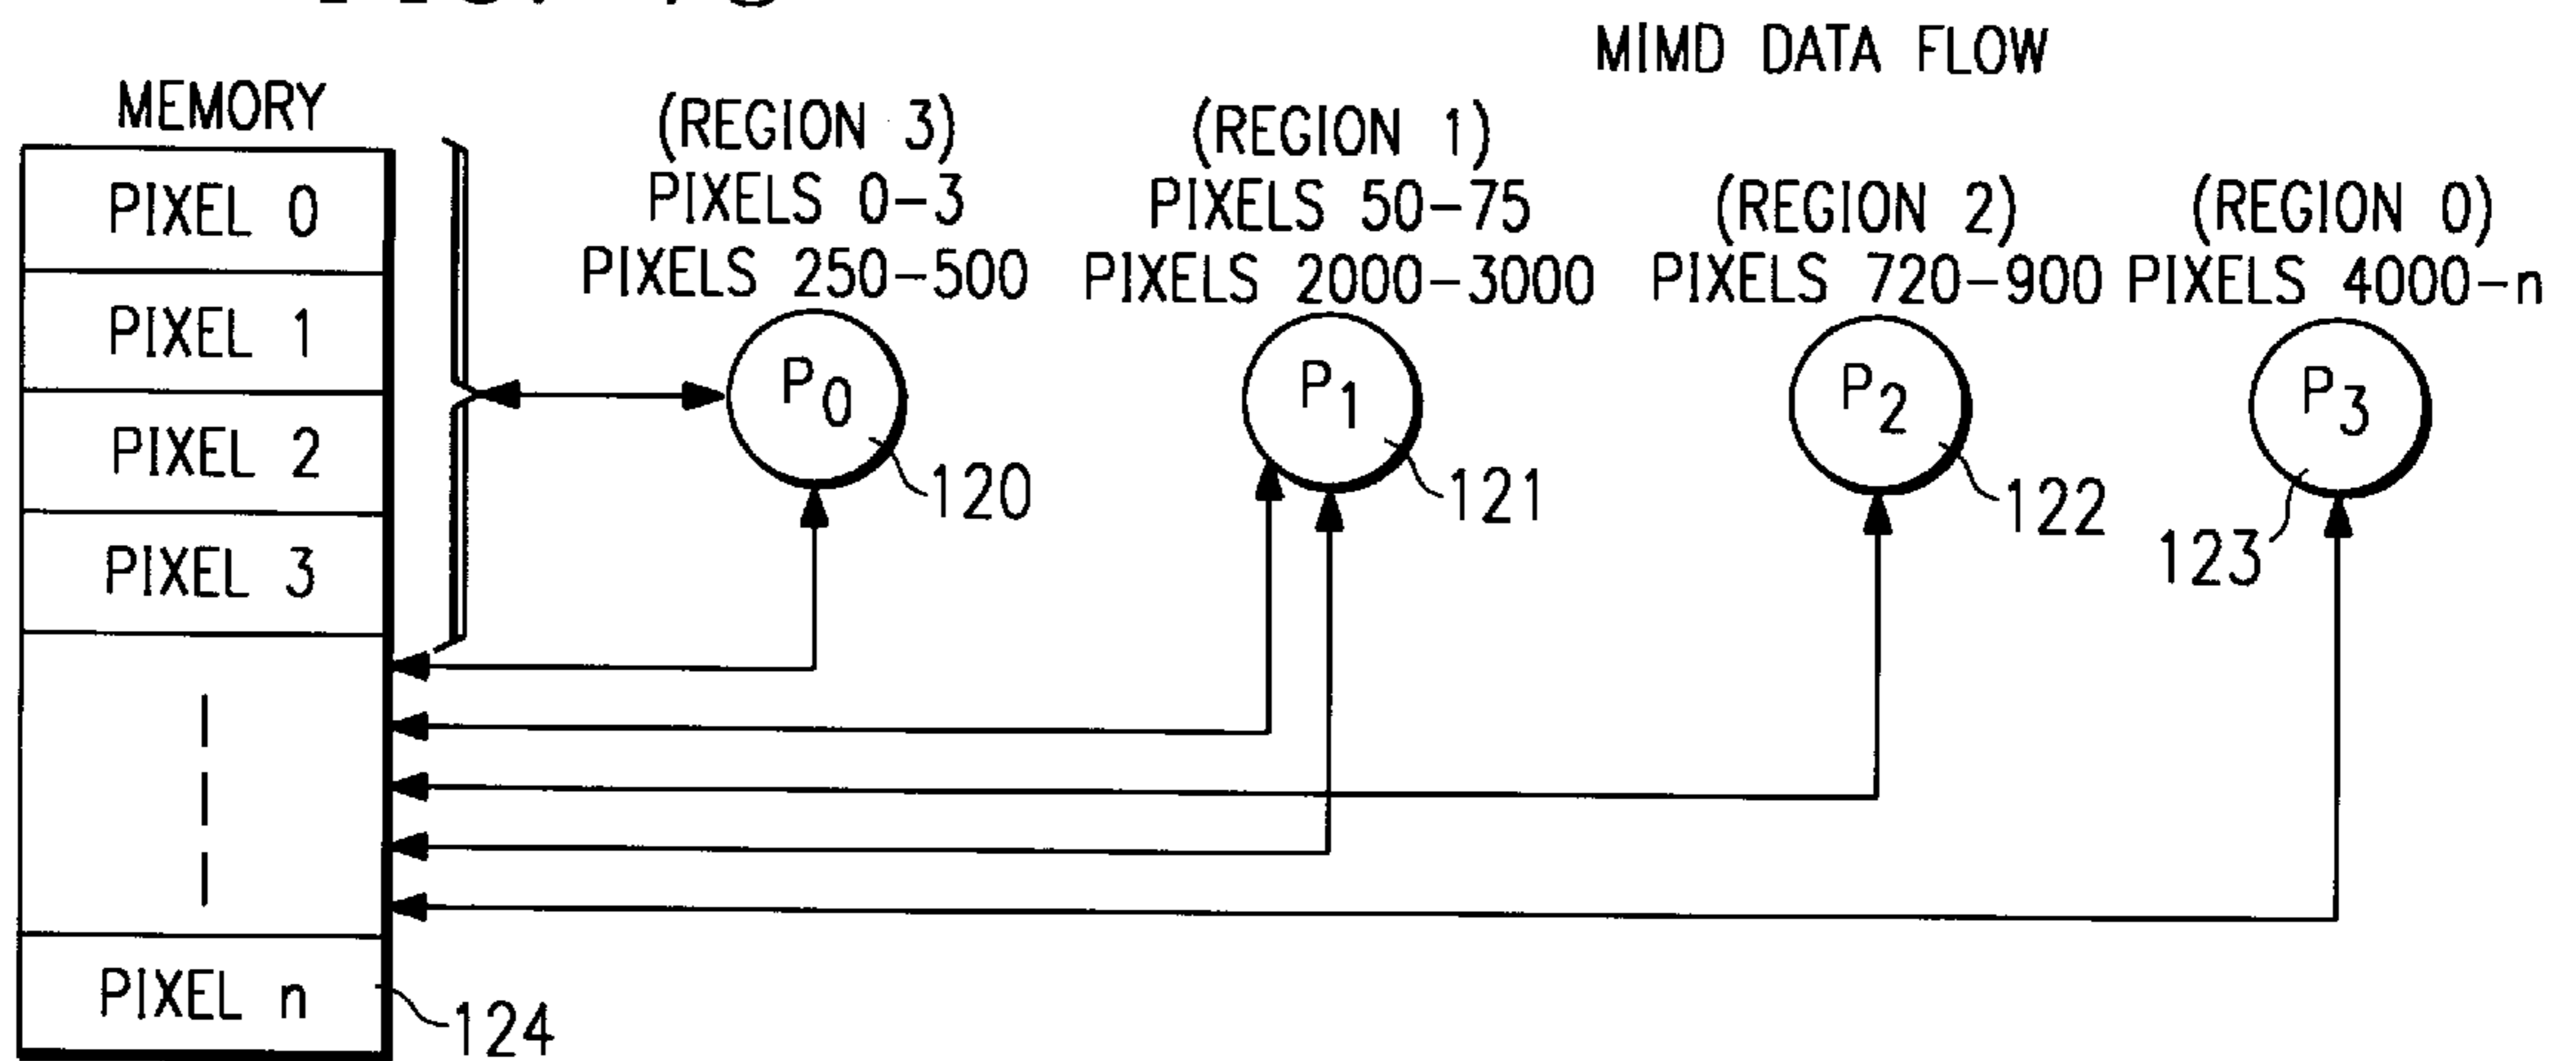 MIMD DATA FLOW
MEMORY
PIXEL 0
PIXEL 1
PIXEL 2
PIXEL 3
PIXEL n
124
(REGION 3)
PIXELS 0-3
PIXELS 250-500
P0
120
(REGION 1)
PIXELS 50-75
PIXELS 2000-3000
P1
121
(REGION 2)
PIXELS 720-900
P2
122
(REGION 0)
PIXELS 4000-n
P3
123